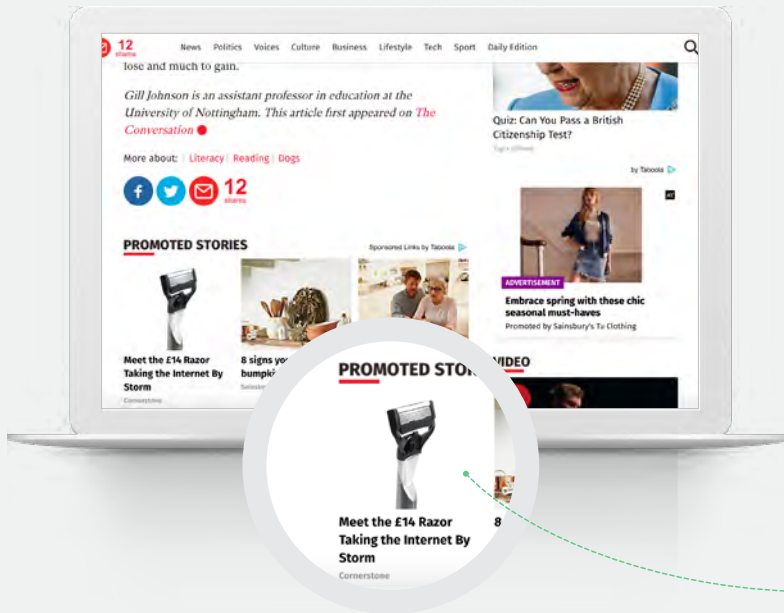 12
shares
News Politics Voices Culture Business Lifestyle Tech Sport Daily Edition
lose and much to gain.
Gill Johnson is an assistant professor in education at the
University of Nottingham. This article first appeared on The
Conversation
More about: | Literacy | Reading | Dogs
12
shares
PROMOTED STORIES
Sponsored Links by Taboola
Meet the £14 Razor
Taking the Internet By
Storm
Cornerstone
8 signs yo
bumpki
Quiz: Can You Pass a British
Citizenship Test?
by Taboola
ADVERTISEMENT
Embrace spring with these chic
seasonal must-haves
Promoted by Sainsbury's Tu Clothing
VIDEO
PROMOTED STOR
Meet the £14 Razor
Taking the Internet By
Storm
Cornerstone
8